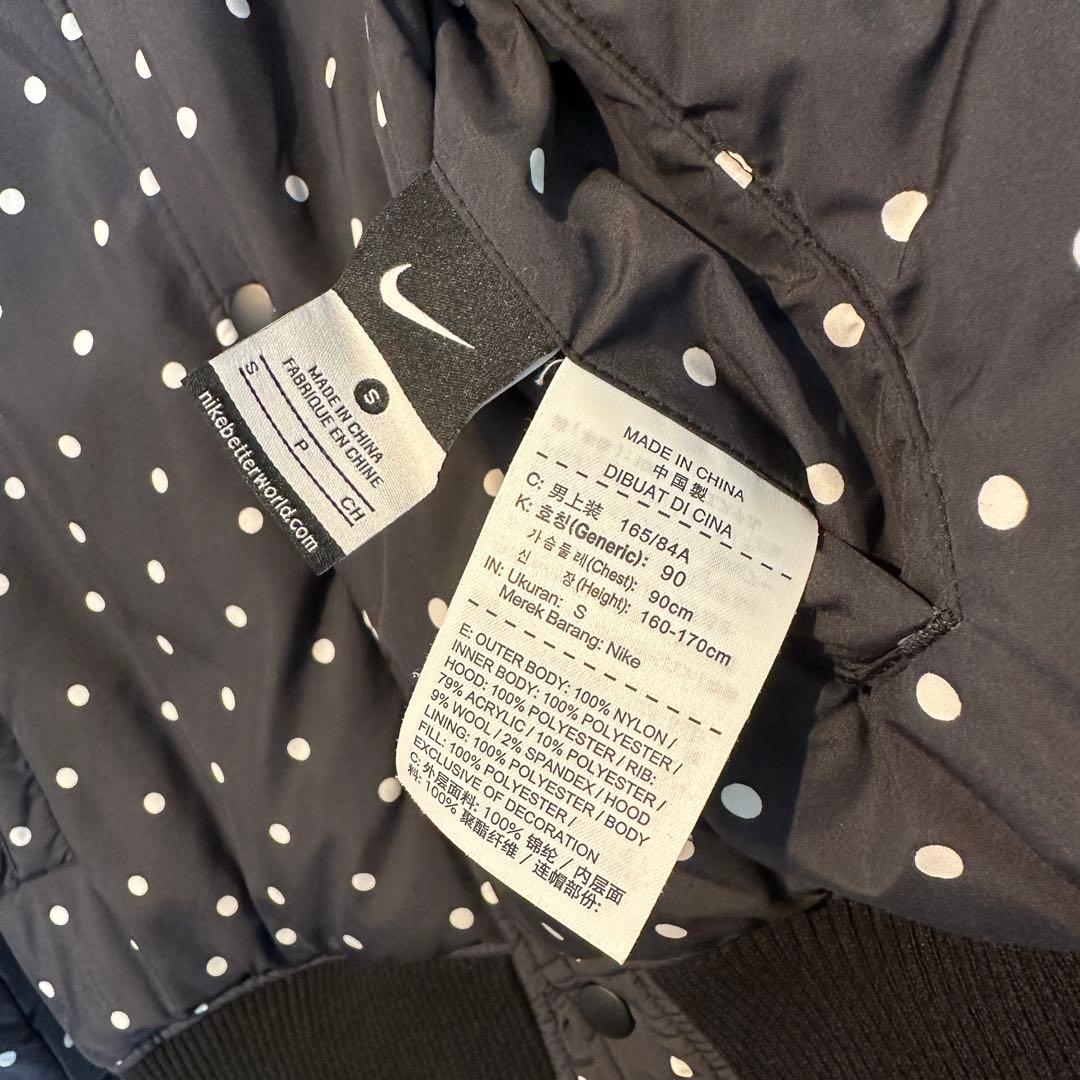 S
MADE IN CHINA
FABRIQUE EN CHINE
S P CH
nikebetterworld.com
MADE IN CHINA
中国製
DIBUAT DI CINA
C: 男上装 165/84A
K: 호칭(Generic): 90
가슴둘레(Chest): 90cm
신 장(Height): 160-170cm
IN: Ukuran: S
Merek Barang: Nike
E: OUTER BODY: 100% NYLON /
INNER BODY: 100% POLYESTER /
HOOD: 100% POLYESTER / RIB:
79% ACRYLIC / 10% POLYESTER /
9% WOOL / 2% SPANDEX / HOOD
LINING: 100% POLYESTER / BODY
FILL: 100% POLYESTER /
EXCLUSIVE OF DECORATION
C: 外层面料: 100% 锦纶 / 内层面
料: 100% 聚酯纤维 / 连帽部份: